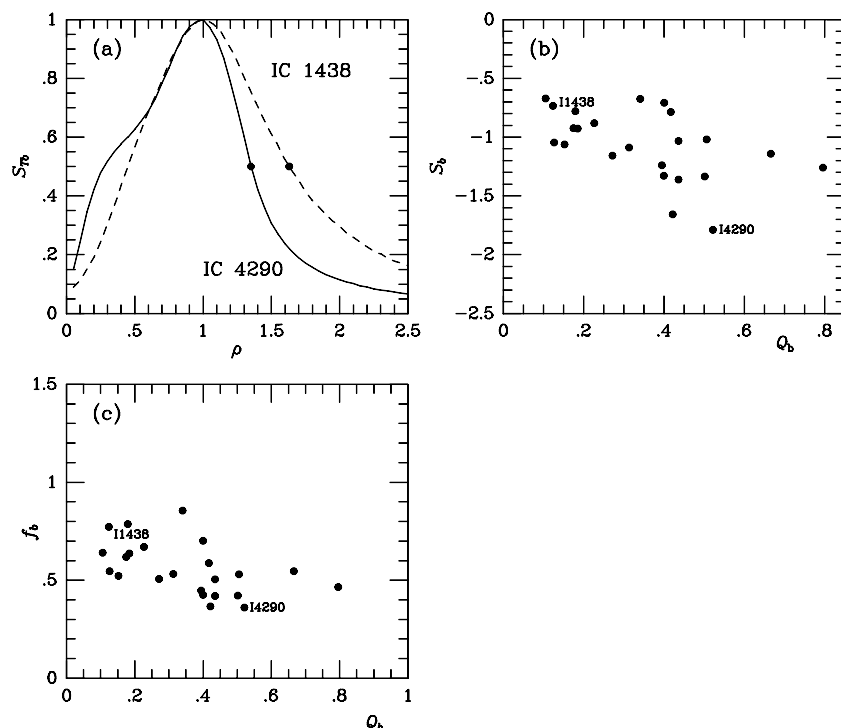 (a)
IC 1438
IC 4290
S_Tb
1
.8
.6
.4
.2
0
0 .5 1 1.5 2 2.5
ρ
(b)
I1438
I4290
S_b
−0
−.5
−1
−1.5
−2
−2.5
0 .2 .4 .6 .8
Q_b
(c)
I1438
I4290
f_b
1.5
1
.5
0
0 .2 .4 .6 .8 1
Q_b